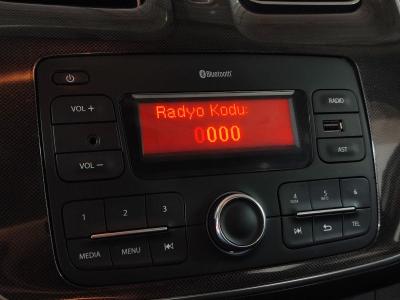 Bluetooth
Radyo Kodu:
0000
VOL +
VOL −
RADIO
AST
1 2 3
4 5 6
MEDIA MENU
TEL